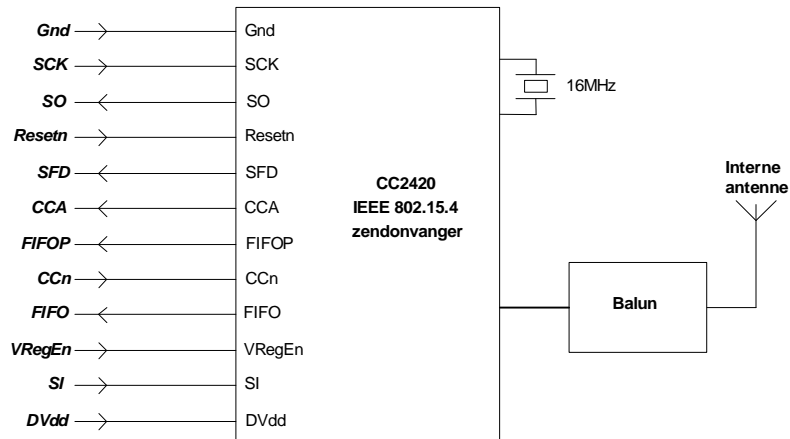 Gnd Gnd
SCK SCK
SO SO
Resetn Resetn
SFD SFD
CCA CCA
FIFOP FIFOP
CCn CCn
FIFO FIFO
VRegEn VRegEn
SI SI
DVdd DVdd
CC2420
IEEE 802.15.4
zendonvanger
16MHz
Balun
Interne
antenne